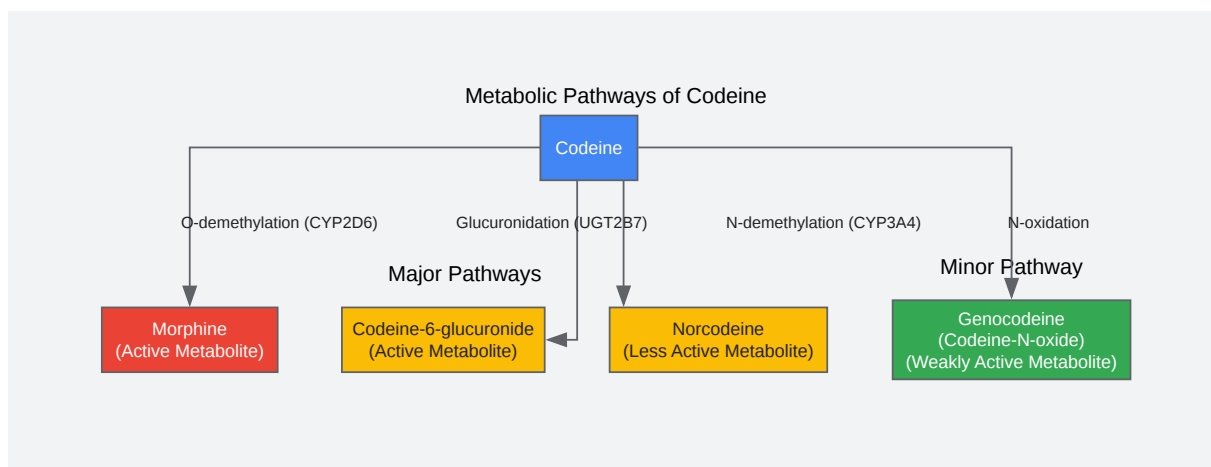 Metabolic Pathways of Codeine
Codeine
O-demethylation (CYP2D6)
Glucuronidation (UGT2B7)
N-demethylation (CYP3A4)
N-oxidation
Major Pathways
Minor Pathway
Morphine
(Active Metabolite)
Codeine-6-glucuronide
(Active Metabolite)
Norcodeine
(Less Active Metabolite)
Genocodeine
(Codeine-N-oxide)
(Weakly Active Metabolite)